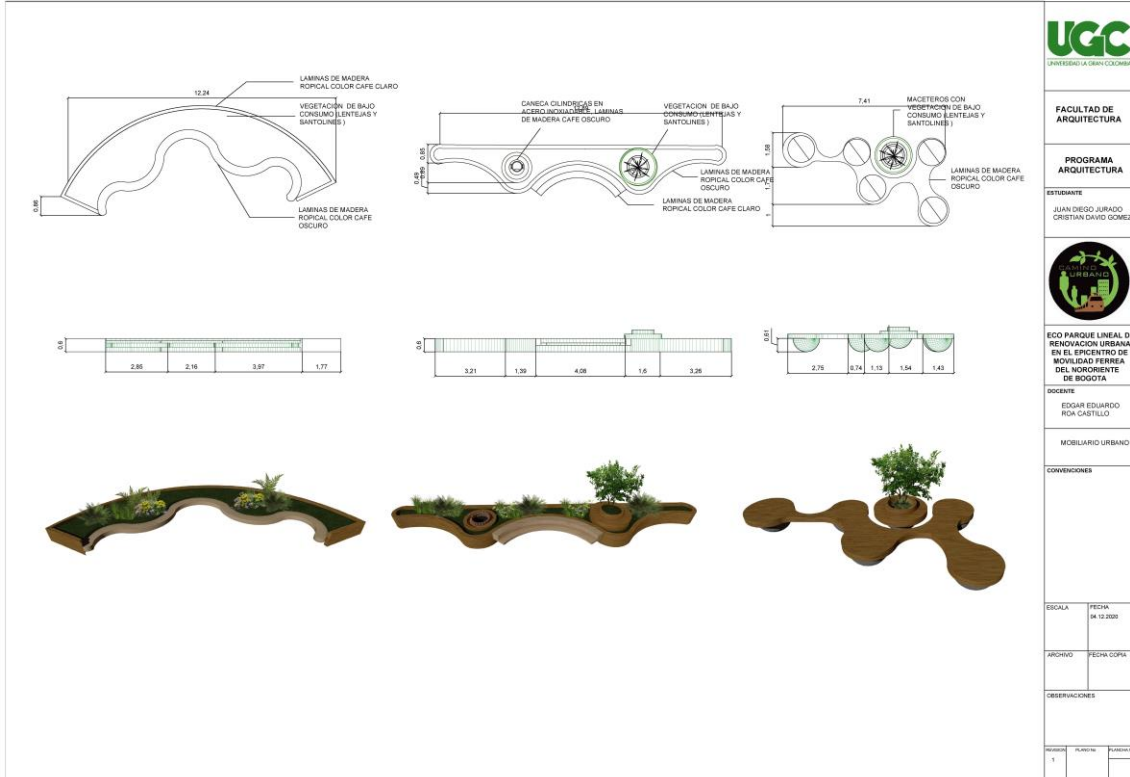 LAMINAS DE MADERA
ROPICAL COLOR CAFE CLARO
12,24
VEGETACION DE BAJO
CONSUMO (LENTEJAS Y
SANTOLINES )
0,86
LAMINAS DE MADERA
ROPICAL COLOR CAFE
OSCURO
CANECA CILINDRICAS EN
ACERO INOXIDABLE, LAMINAS
DE MADERA CAFE OSCURO
VEGETACION DE BAJO
CONSUMO (LENTEJAS Y
SANTOLINES )
0,85
0,49
LAMINAS DE MADERA
ROPICAL COLOR CAFE
OSCURO
LAMINAS DE MADERA
ROPICAL COLOR CAFE CLARO
7,41
MACETEROS CON
VEGETACION DE BAJO
CONSUMO (LENTEJAS Y
SANTOLINES )
1,58
1
LAMINAS DE MADERA
ROPICAL COLOR CAFE
OSCURO
0,6
2,85
2,16
3,97
1,77
0,6
3,21
1,39
4,08
1,6
3,26
0,61
2,75
0,74
1,13
1,54
1,43
UGC
UNIVERSIDAD LA GRAN COLOMBIA
FACULTAD DE
ARQUITECTURA
PROGRAMA
ARQUITECTURA
ESTUDIANTE
JUAN DIEGO JURADO
CRISTIAN DAVID GOMEZ
CAMINO
URBANO
ECO PARQUE LINEAL D
RENOVACION URBANA
EN EL EPICENTRO DE
MOVILIDAD FERREA
DEL NORORIENTE
DE BOGOTA
DOCENTE
EDGAR EDUARDO
ROA CASTILLO
MOBILIARIO URBANO
CONVENCIONES
ESCALA
FECHA
04.12.2020
ARCHIVO
FECHA COPIA
OBSERVACIONES
REVISION
PLANO No
PLANCHA
1